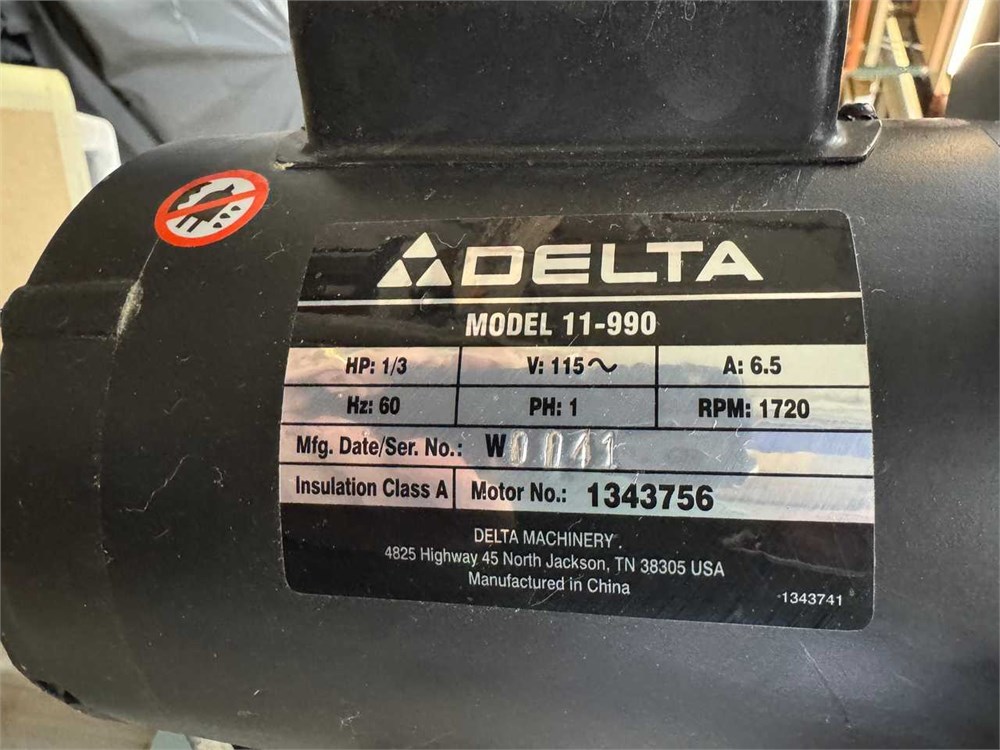 DELTA
MODEL 11-990
HP: 1/3 V: 115~ A: 6.5
Hz: 60 PH: 1 RPM: 1720
Mfg. Date/Ser. No.: W 0041
Insulation Class A Motor No.: 1343756
DELTA MACHINERY
4825 Highway 45 North Jackson, TN 38305 USA
Manufactured in China
1343741